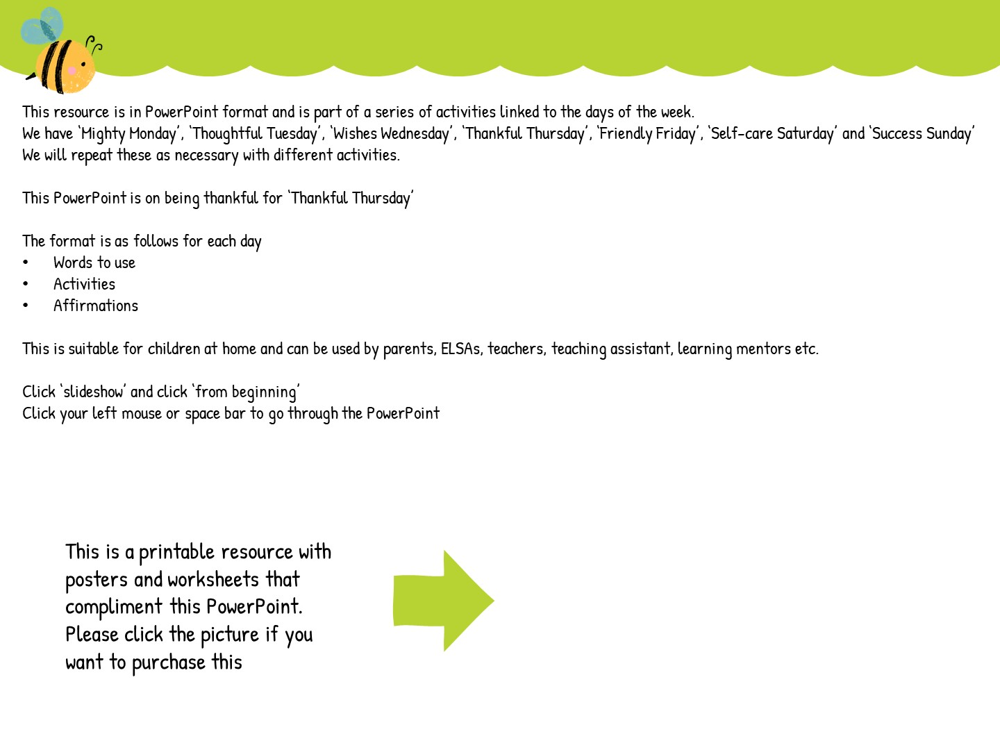 This resource is in PowerPoint format and is part of a series of activities linked to the days of the week.
We have ‘Mighty Monday’, ‘Thoughtful Tuesday’, ‘Wishes Wednesday’, ‘Thankful Thursday’, ‘Friendly Friday’, ‘Self-care Saturday’ and ‘Success Sunday’
We will repeat these as necessary with different activities.
This PowerPoint is on being thankful for ‘Thankful Thursday’
The format is as follows for each day
• Words to use
• Activities
• Affirmations
This is suitable for children at home and can be used by parents, ELSAs, teachers, teaching assistant, learning mentors etc.
Click ‘slideshow’ and click ‘from beginning’
Click your left mouse or space bar to go through the PowerPoint
This is a printable resource with
posters and worksheets that
compliment this PowerPoint.
Please click the picture if you
want to purchase this